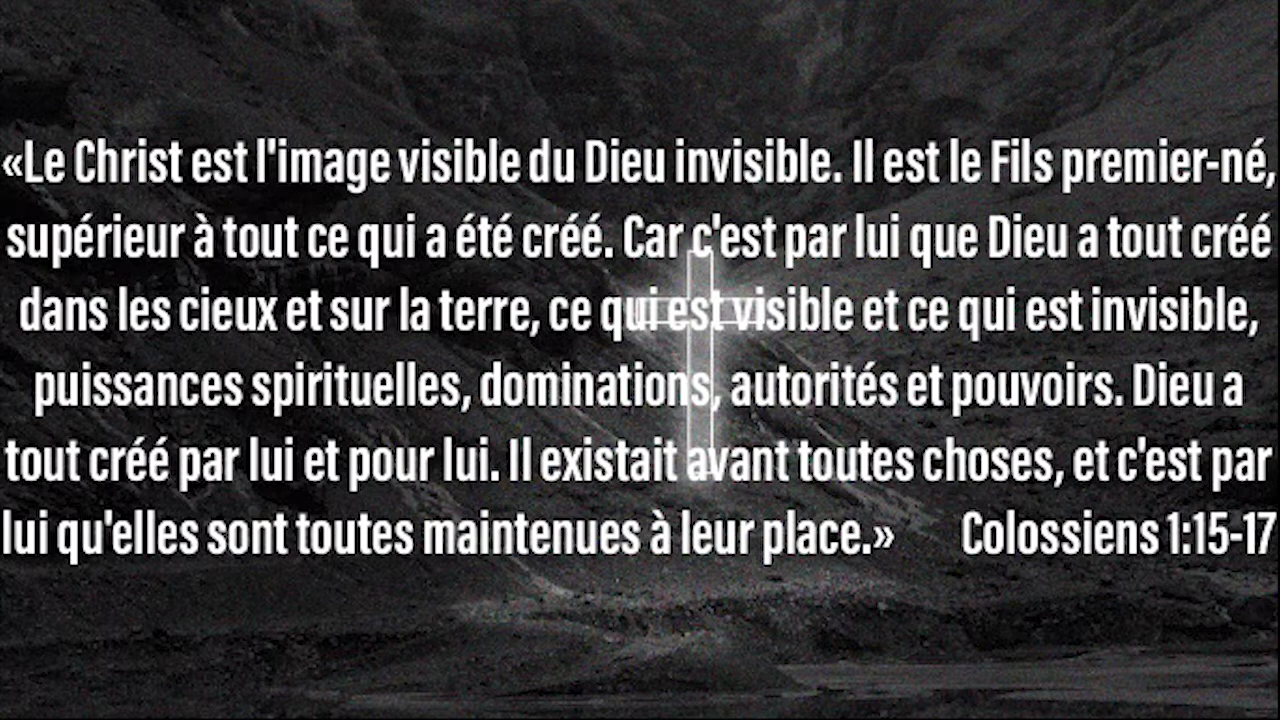 «Le Christ est l'image visible du Dieu invisible. Il est le Fils premier-né,
supérieur à tout ce qui a été créé. Car c'est par lui que Dieu a tout créé
dans les cieux et sur la terre, ce qui est visible et ce qui est invisible,
puissances spirituelles, dominations, autorités et pouvoirs. Dieu a
tout créé par lui et pour lui. Il existait avant toutes choses, et c'est par
lui qu'elles sont toutes maintenues à leur place.» Colossiens 1:15-17